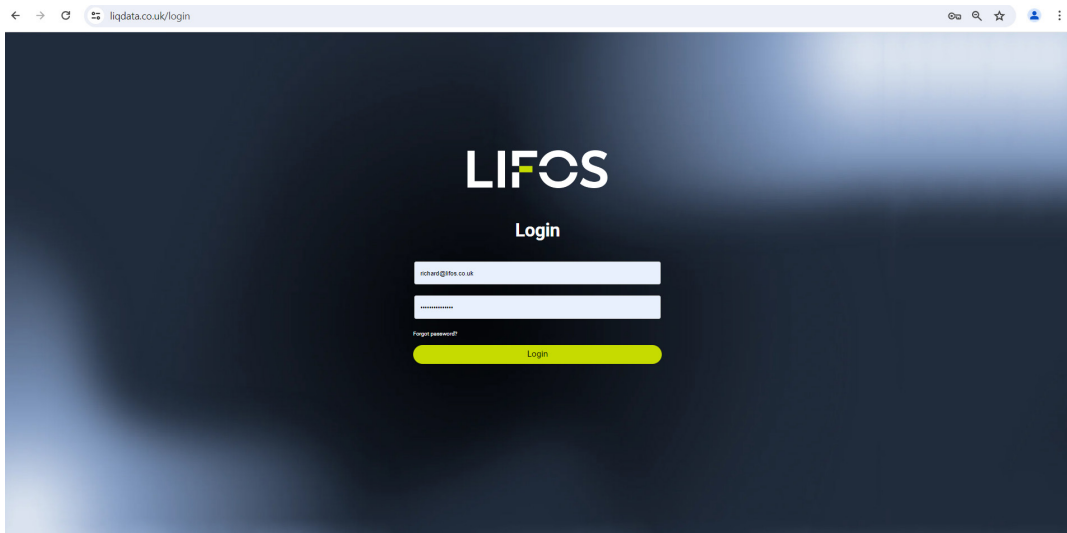 liqdata.co.uk/login
LIFOS
Login
richard@lifos.co.uk
•••••••••••••••
Forgot password?
Login